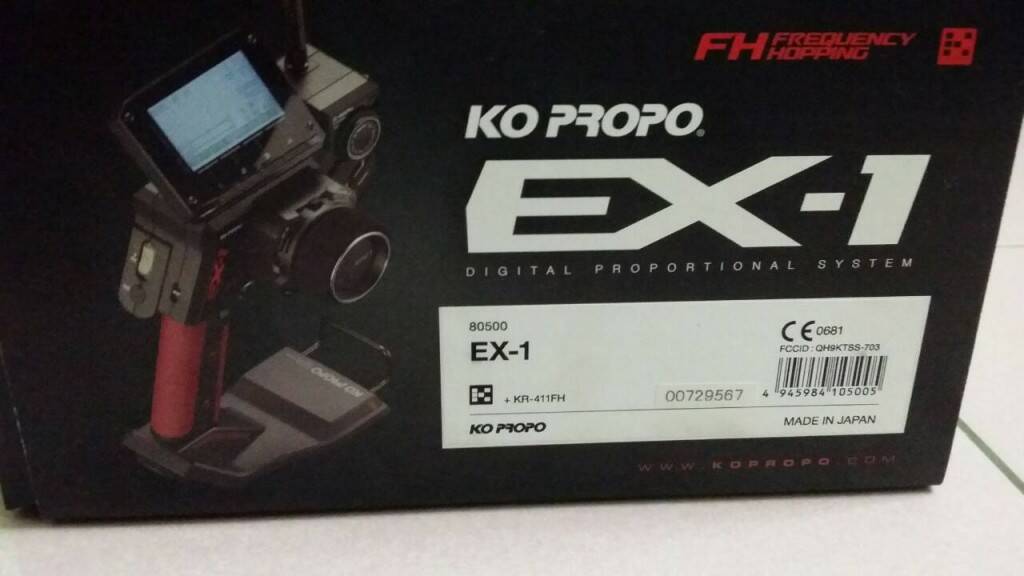 FH FREQUENCY HOPPING
KO PROPO®
EX-1
DIGITAL PROPORTIONAL SYSTEM
80500
EX-1
CE 0681
FCCID : QH9KTSS-703
+ KR-411FH
00729567
4 945984 105005
KO PROPO
MADE IN JAPAN
WWW.KOPROPO.COM
KO PROPO